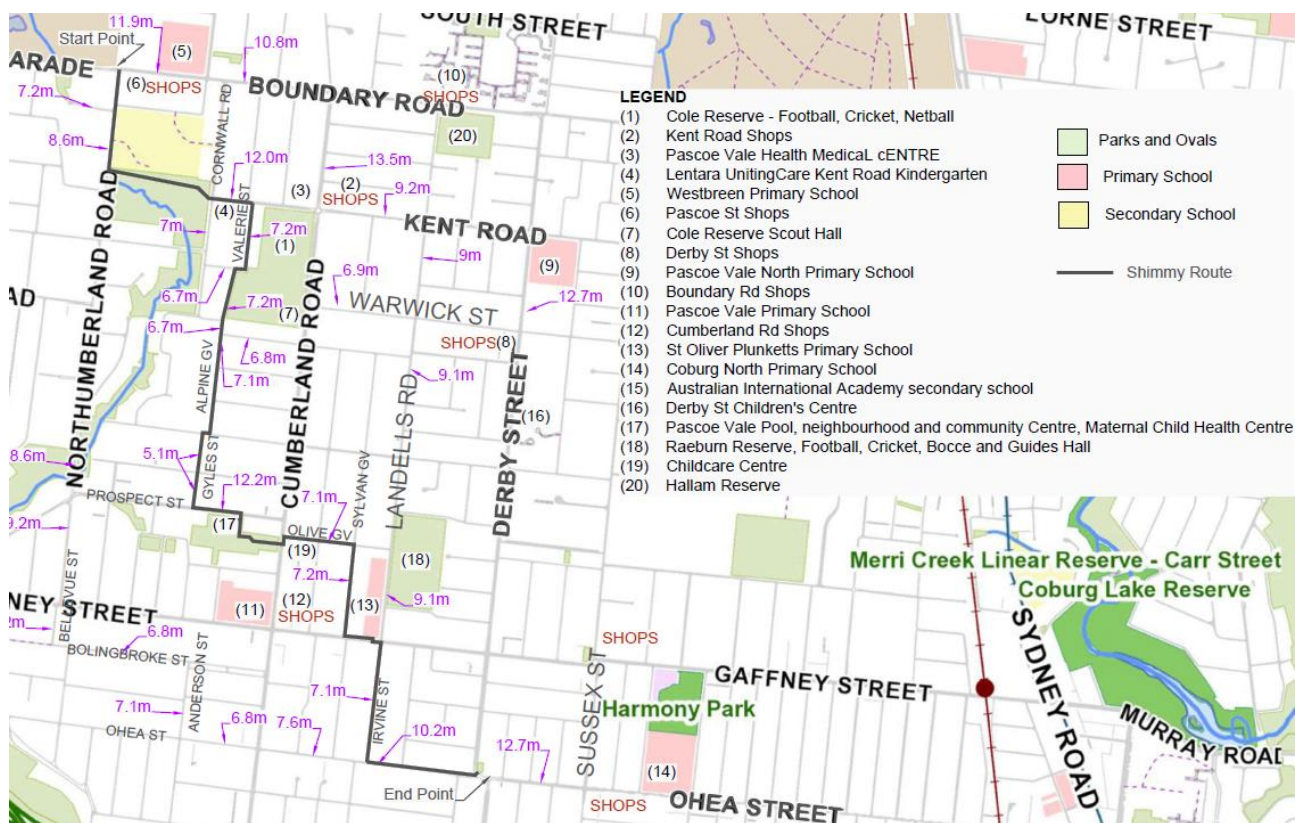 11.9m
SOUTH STREET
LORNE STREET
Start Point
(5)
10.8m
ARADE
(6) SHOPS
(10)
SHOPS
BOUNDARY ROAD
7.2m
CORNWALL RD
(20)
8.6m
12.0m
13.5m
(3)
(2)
SHOPS
9.2m
(4)
VALERIE ST
KENT ROAD
7m
7.2m
(1)
NORTHUMBERLAND ROAD
CUMBERLAND ROAD
9m
(9)
6.7m
6.9m
AD
7.2m
(7)
WARWICK ST
12.7m
6.7m
6.8m
SHOPS (8)
7.1m
ALPINE GV
9.1m
LANDELLS RD
DERBY STREET
(16)
8.6m
5.1m
GYLES ST
12.2m
7.1m
SYLVAN GV
PROSPECT ST
(17)
OLIVE GV
9.2m
(19)
(18)
7.2m
BELLEVUE ST
NEY STREET
(11)
(12)
SHOPS
(13)
9.1m
2m
6.8m
BOLINGBROKE ST
ANDERSON ST
SHOPS
SUSSEX ST
GAFFNEY STREET
7.1m
7.1m
IRVINE ST
Harmony Park
OHEA ST
6.8m
7.6m
10.2m
12.7m
End Point
(14)
SHOPS
OHEA STREET
Merri Creek Linear Reserve - Carr Street
Coburg Lake Reserve
SYDNEY ROAD
MURRAY ROAD
LEGEND
(1) Cole Reserve - Football, Cricket, Netball
(2) Kent Road Shops
(3) Pascoe Vale Health MedicaL cENTRE
(4) Lentara UnitingCare Kent Road Kindergarten
(5) Westbreen Primary School
(6) Pascoe St Shops
(7) Cole Reserve Scout Hall
(8) Derby St Shops
(9) Pascoe Vale North Primary School
(10) Boundary Rd Shops
(11) Pascoe Vale Primary School
(12) Cumberland Rd Shops
(13) St Oliver Plunketts Primary School
(14) Coburg North Primary School
(15) Australian International Academy secondary school
(16) Derby St Children's Centre
(17) Pascoe Vale Pool, neighbourhood and community Centre, Maternal Child Health Centre
(18) Raeburn Reserve, Football, Cricket, Bocce and Guides Hall
(19) Childcare Centre
(20) Hallam Reserve
Parks and Ovals
Primary School
Secondary School
Shimmy Route